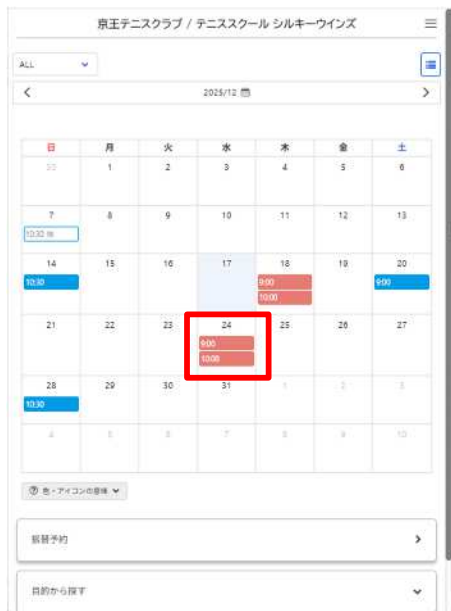 京王テニスクラブ / テニススクール シルキーウインズ
ALL
2025/12
日 月 火 水 木 金 土
30 1 2 3 4 5 6
7 8 9 10 11 12 13
10:30 休
14 15 16 17 18 19 20
10:30 9:00 9:00
10:00
21 22 23 24 25 26 27
9:00
10:00
28 29 30 31 1 2 3
10:30
4 5 6 7 8 9 10
色・アイコンの意味
振替予約
目的から探す